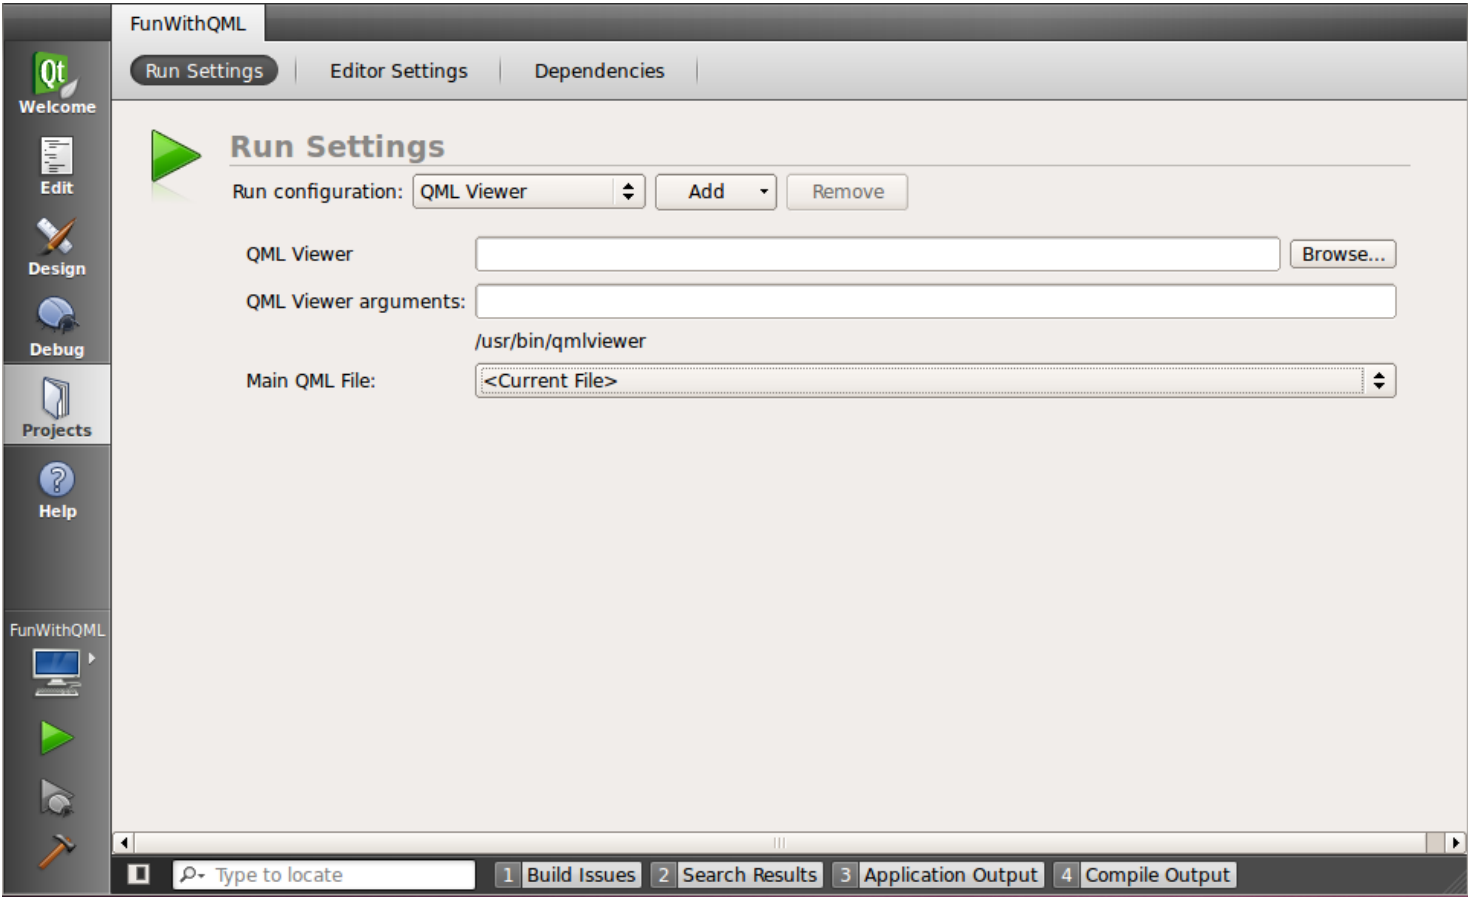 FunWithQML
Run Settings
Editor Settings
Dependencies
Qt
Welcome
Edit
Design
Debug
Projects
Help
FunWithQML
Run Settings
Run configuration: QML Viewer Add Remove
QML Viewer Browse...
QML Viewer arguments:
/usr/bin/qmlviewer
Main QML File: <Current File>
Type to locate 1 Build Issues 2 Search Results 3 Application Output 4 Compile Output